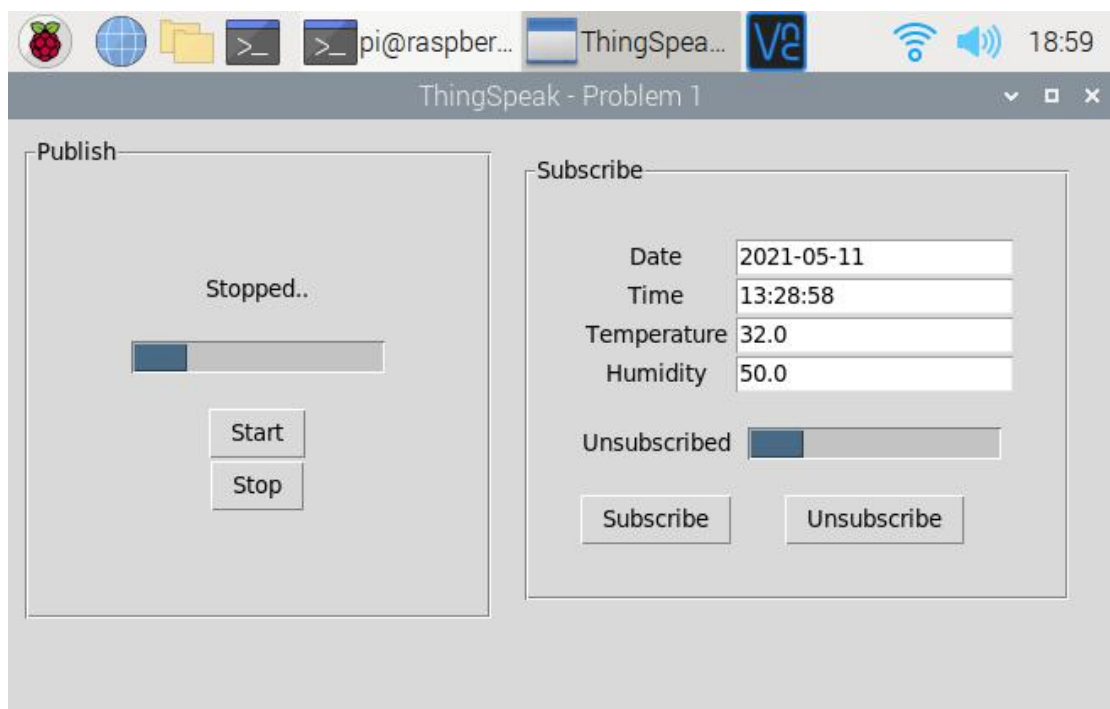 pi@raspber...
ThingSpea...
18:59
ThingSpeak - Problem 1
Publish
Stopped..
Start
Stop
Subscribe
Date 2021-05-11
Time 13:28:58
Temperature 32.0
Humidity 50.0
Unsubscribed
Subscribe
Unsubscribe